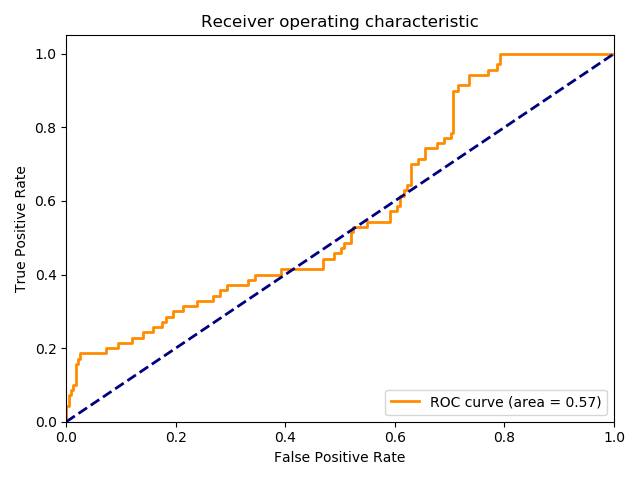 Receiver operating characteristic
True Positive Rate
1.0
0.8
0.6
0.4
0.2
0.0
ROC curve (area = 0.57)
0.0 0.2 0.4 0.6 0.8 1.0
False Positive Rate